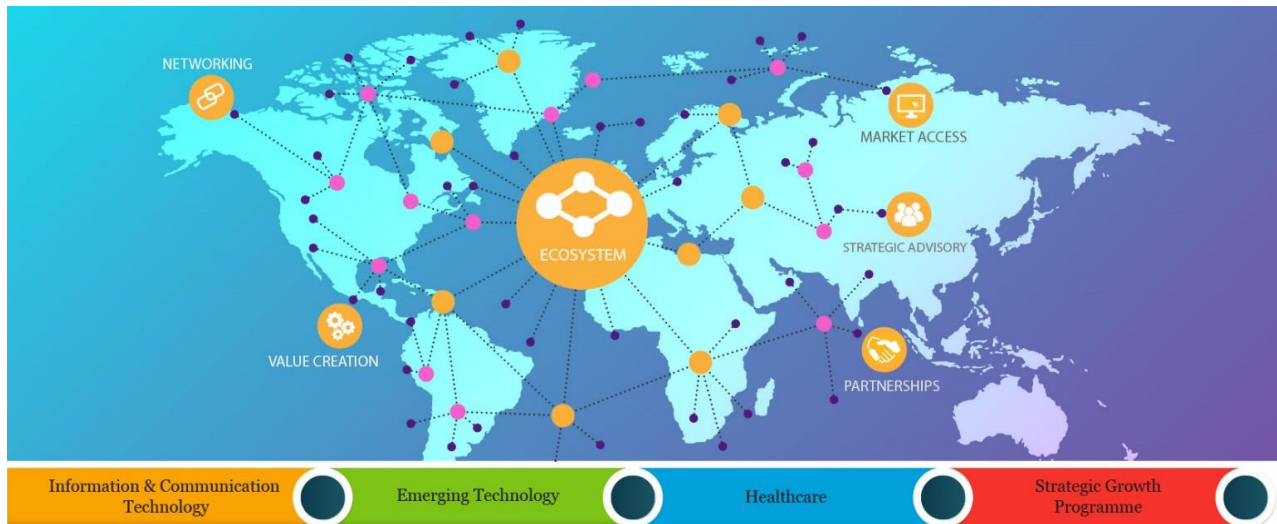 NETWORKING
MARKET ACCESS
ECOSYSTEM
STRATEGIC ADVISORY
VALUE CREATION
PARTNERSHIPS
Information & Communication
Technology
Emerging Technology
Healthcare
Strategic Growth
Programme